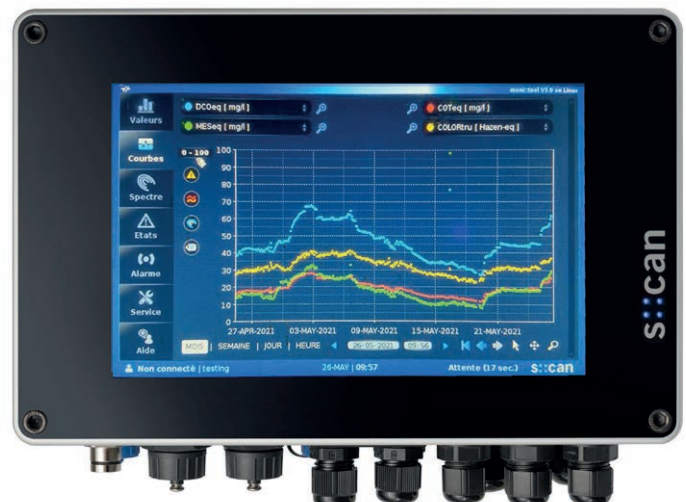 moni::tool V3.0 on Linux
Valeurs
DCOeq [ mg/l ]
COTeq [ mg/l ]
MESeq [ mg/l ]
COLORtru [ Hazen-eq ]
Courbes
0 - 100
100
90
80
70
60
50
40
30
20
10
0
Spectre
Etats
Alarme
Service
Aide
27-APR-2021 03-MAY-2021 09-MAY-2021 15-MAY-2021 21-MAY-2021
MOIS | SEMAINE | JOUR | HEURE 26-05-2021 09:56
Non connecté | testing 26-MAY | 09:57 Attente (17 sec.) s::can
s::can